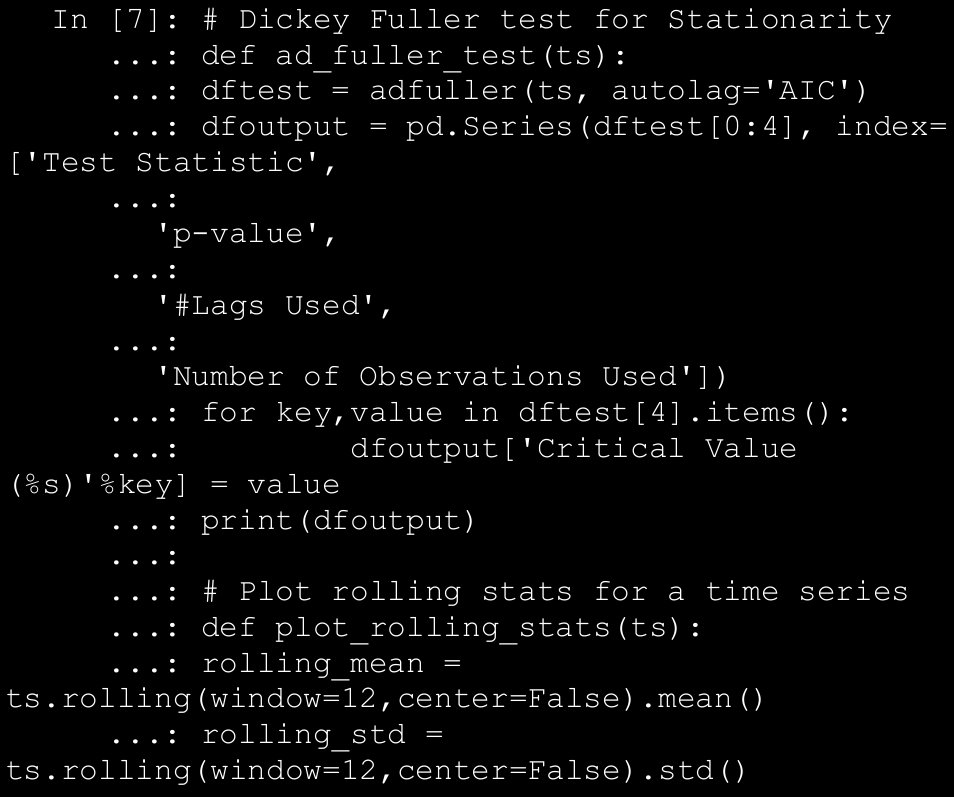 In [7]: # Dickey Fuller test for Stationarity
...: def ad_fuller_test(ts):
...: dftest = adfuller(ts, autolag='AIC')
...: dfoutput = pd.Series(dftest[0:4], index=
['Test Statistic',
...:
'p-value',
...:
'#Lags Used',
...:
'Number of Observations Used'])
...: for key,value in dftest[4].items():
...: dfoutput['Critical Value
(%s)'%key] = value
...: print(dfoutput)
...:
...: # Plot rolling stats for a time series
...: def plot_rolling_stats(ts):
...: rolling_mean =
ts.rolling(window=12,center=False).mean()
...: rolling_std =
ts.rolling(window=12,center=False).std()